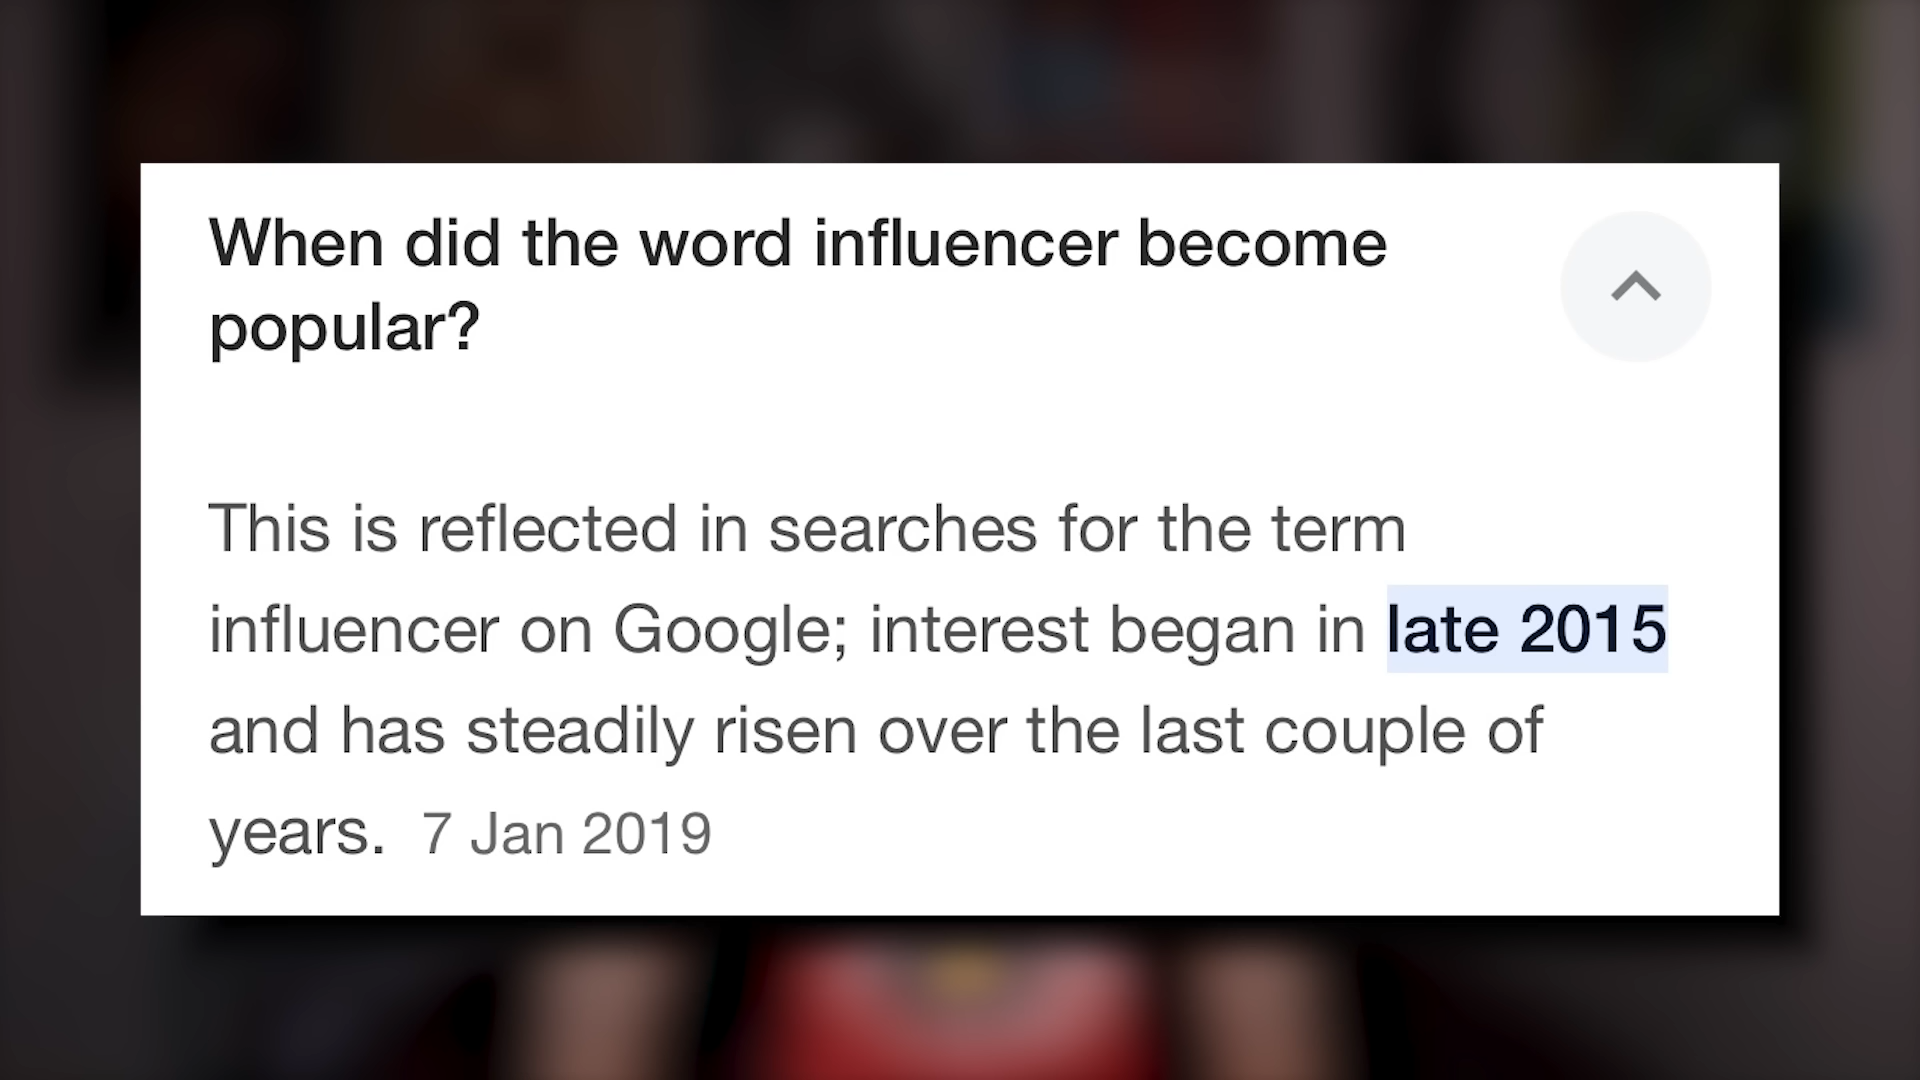 When did the word influencer become
popular?
This is reflected in searches for the term
influencer on Google; interest began in late 2015
and has steadily risen over the last couple of
years. 7 Jan 2019